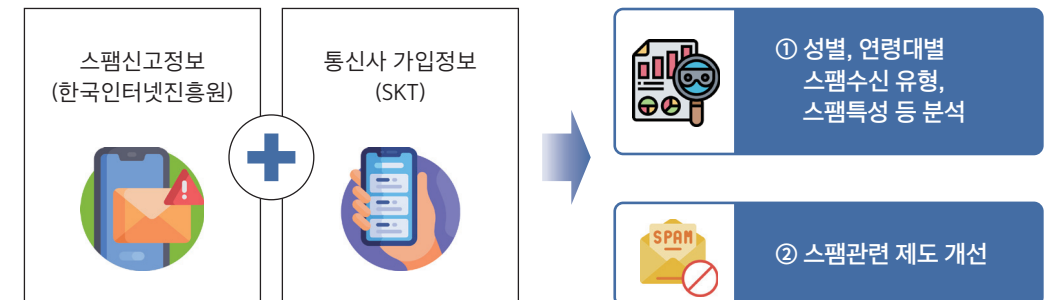 스팸신고정보
(한국인터넷진흥원)
통신사 가입정보
(SKT)
① 성별, 연령대별
스팸수신 유형,
스팸특성 등 분석
SPAM
② 스팸관련 제도 개선